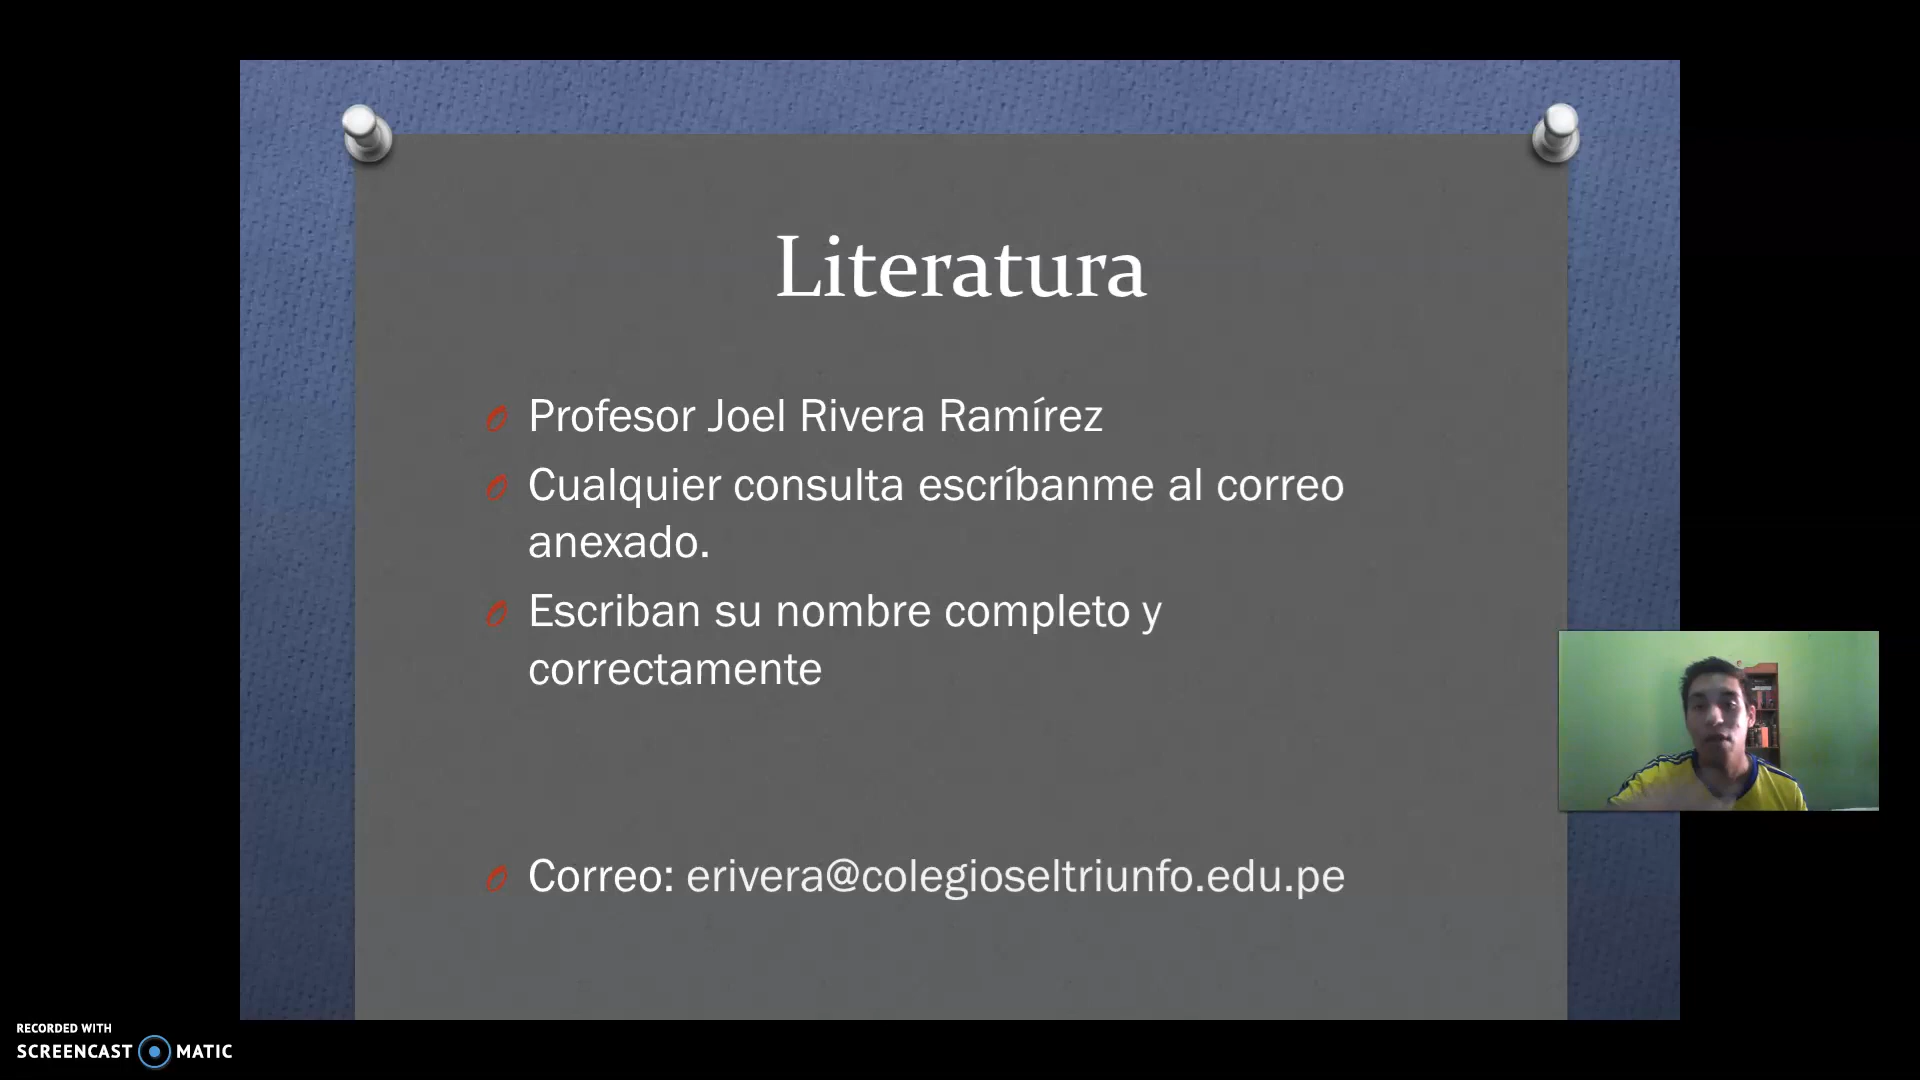 Literatura
Profesor Joel Rivera Ramírez
Cualquier consulta escríbanme al correo
anexado.
Escriban su nombre completo y
correctamente
Correo: erivera@colegioseltriunfo.edu.pe
RECORDED WITH
SCREENCAST MATIC